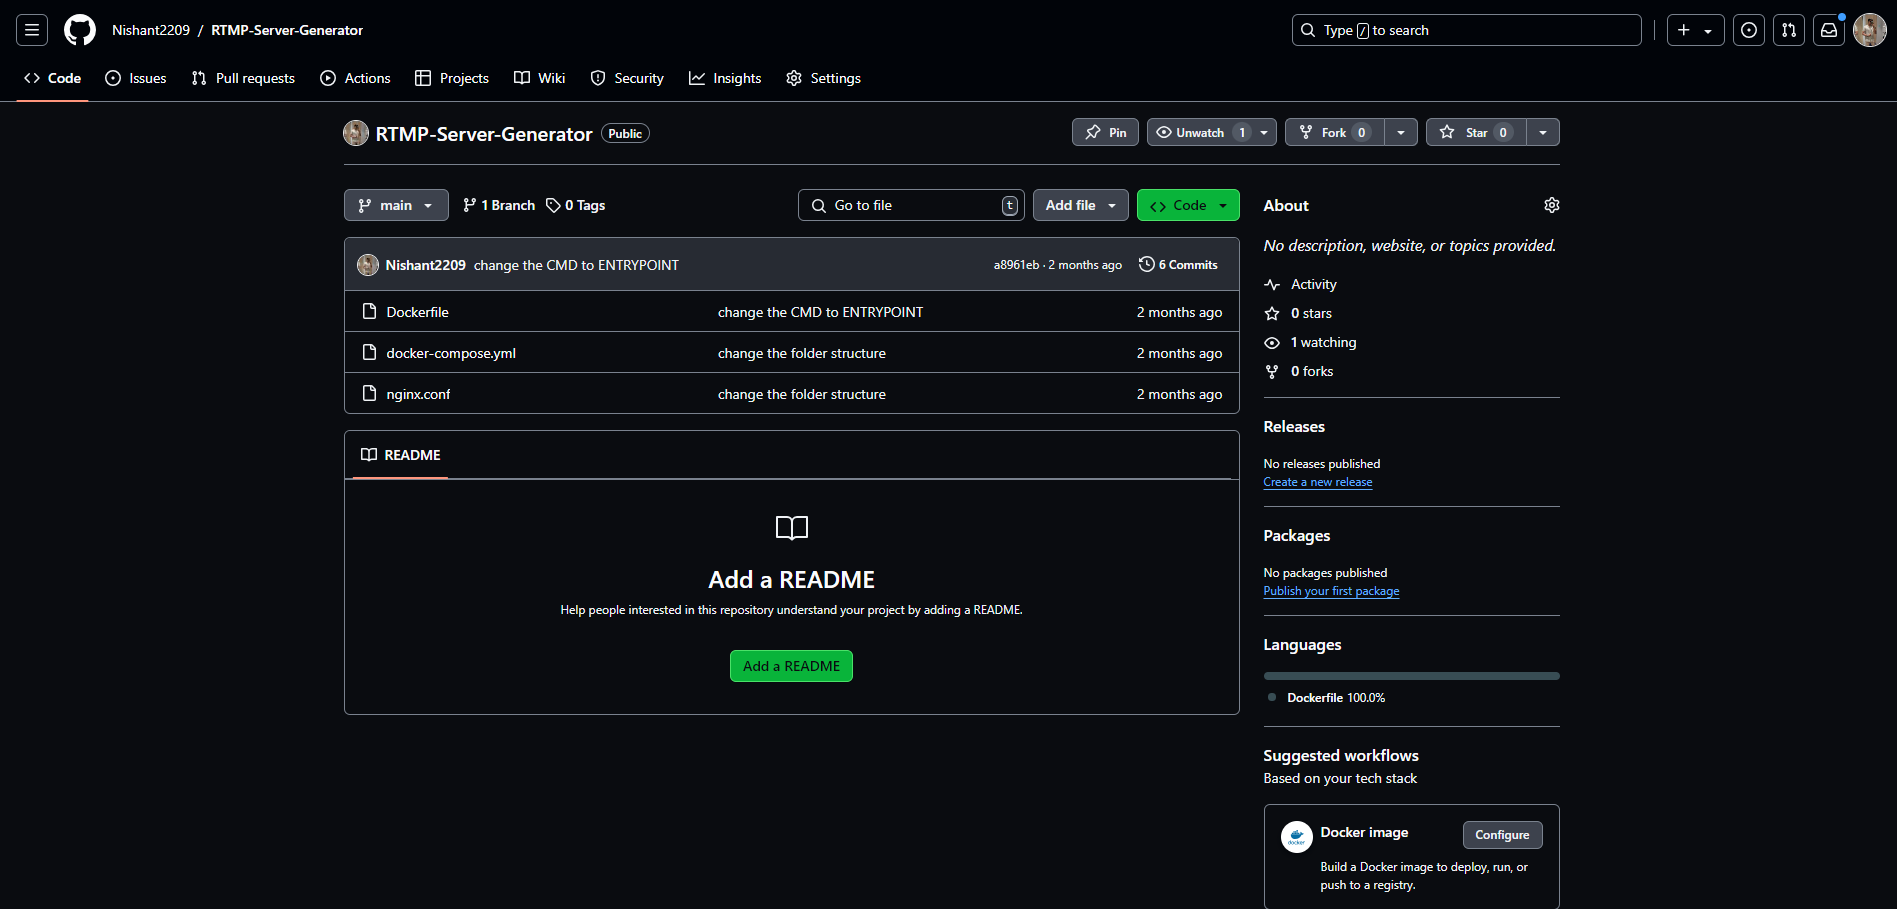 Nishant2209 / RTMP-Server-Generator
Type / to search
Code Issues Pull requests Actions Projects Wiki Security Insights Settings
RTMP-Server-Generator Public
Pin Unwatch 1 Fork 0 Star 0
main 1 Branch 0 Tags Go to file t Add file Code
Nishant2209 change the CMD to ENTRYPOINT a8961eb · 2 months ago 6 Commits
Dockerfile change the CMD to ENTRYPOINT 2 months ago
docker-compose.yml change the folder structure 2 months ago
nginx.conf change the folder structure 2 months ago
README
Add a README
Help people interested in this repository understand your project by adding a README.
Add a README
About
No description, website, or topics provided.
Activity
0 stars
1 watching
0 forks
Releases
No releases published
Create a new release
Packages
No packages published
Publish your first package
Languages
Dockerfile 100.0%
Suggested workflows
Based on your tech stack
docker
Docker image Configure
Build a Docker image to deploy, run, or
push to a registry.